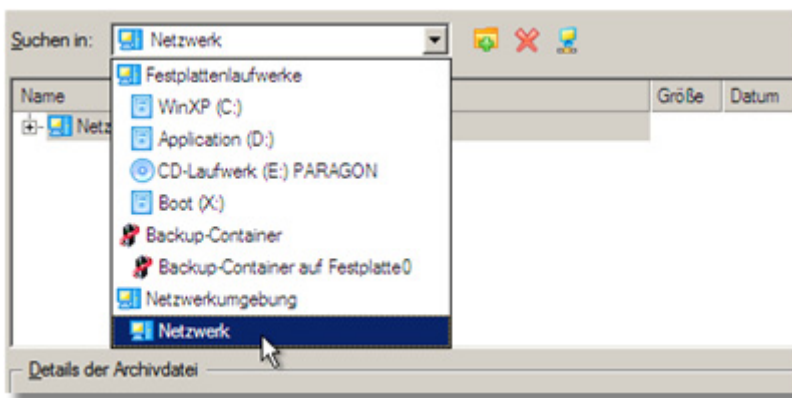 Suchen in: Netzwerk
Festplattenlaufwerke
Name Größe Datum
WinXP (C:)
Netz
Application (D:)
CD-Laufwerk (E:) PARAGON
Boot (X:)
Backup-Container
Backup-Container auf Festplatte0
Netzwerkumgebung
Netzwerk
Details der Archivdatei